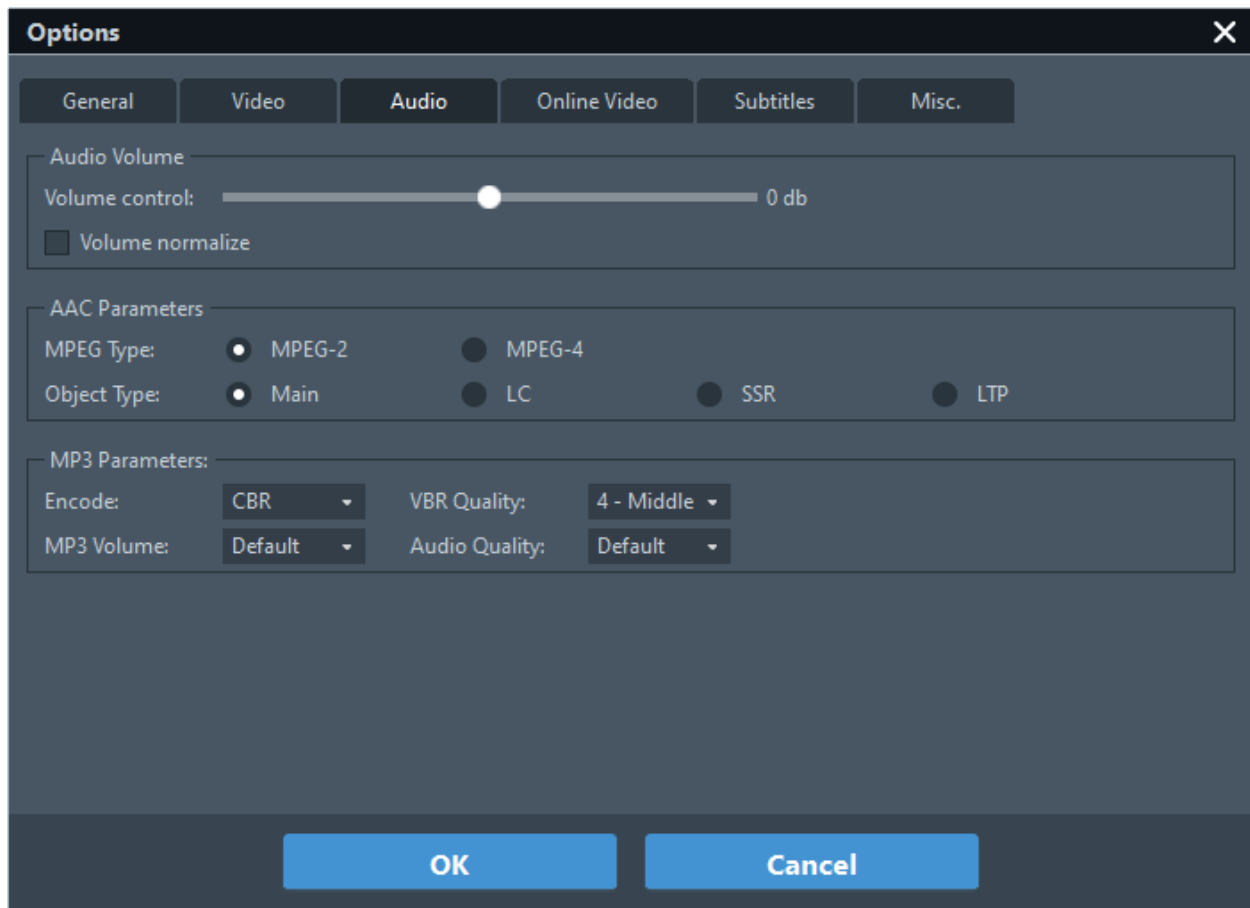 Options
General Video Audio Online Video Subtitles Misc.
Audio Volume
Volume control: 0 db
Volume normalize
AAC Parameters
MPEG Type: MPEG-2 MPEG-4
Object Type: Main LC SSR LTP
MP3 Parameters:
Encode: CBR VBR Quality: 4 - Middle
MP3 Volume: Default Audio Quality: Default
OK Cancel